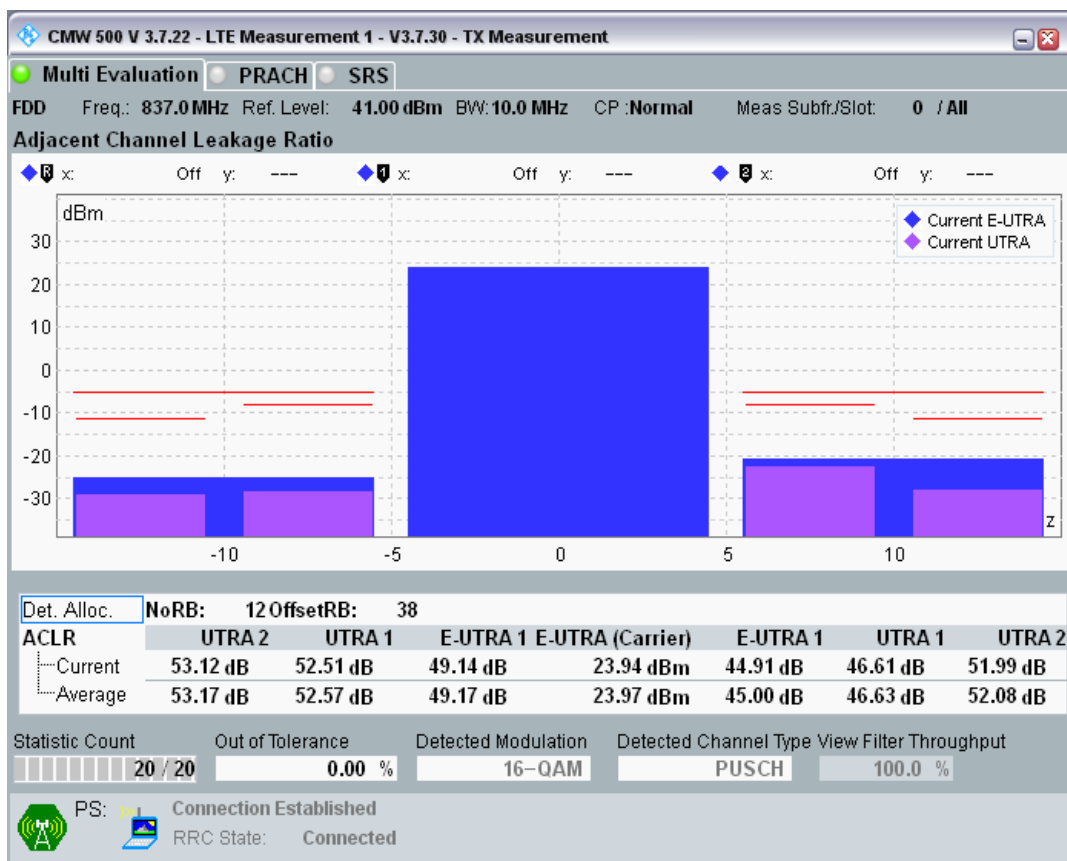 CMW 500 V 3.7.22 - LTE Measurement 1 - V3.7.30 - TX Measurement
Multi Evaluation PRACH SRS
FDD Freq.: 837.0 MHz Ref. Level: 41.00 dBm BW: 10.0 MHz CP :Normal Meas Subfr./Slot: 0 / All
Adjacent Channel Leakage Ratio
R x: Off y: --- 1 x: Off y: --- 2 x: Off y: ---
dBm
Current E-UTRA
Current UTRA
30
20
10
0
-10
-20
-30
z
-10 -5 0 5 10
Det. Alloc. NoRB: 12 OffsetRB: 38
ACLR UTRA 2 UTRA 1 E-UTRA 1 E-UTRA (Carrier) E-UTRA 1 UTRA 1 UTRA 2
Current 53.12 dB 52.51 dB 49.14 dB 23.94 dBm 44.91 dB 46.61 dB 51.99 dB
Average 53.17 dB 52.57 dB 49.17 dB 23.97 dBm 45.00 dB 46.63 dB 52.08 dB
Statistic Count Out of Tolerance Detected Modulation Detected Channel Type View Filter Throughput
20 / 20 0.00 % 16-QAM PUSCH 100.0 %
PS: Connection Established
RRC State: Connected